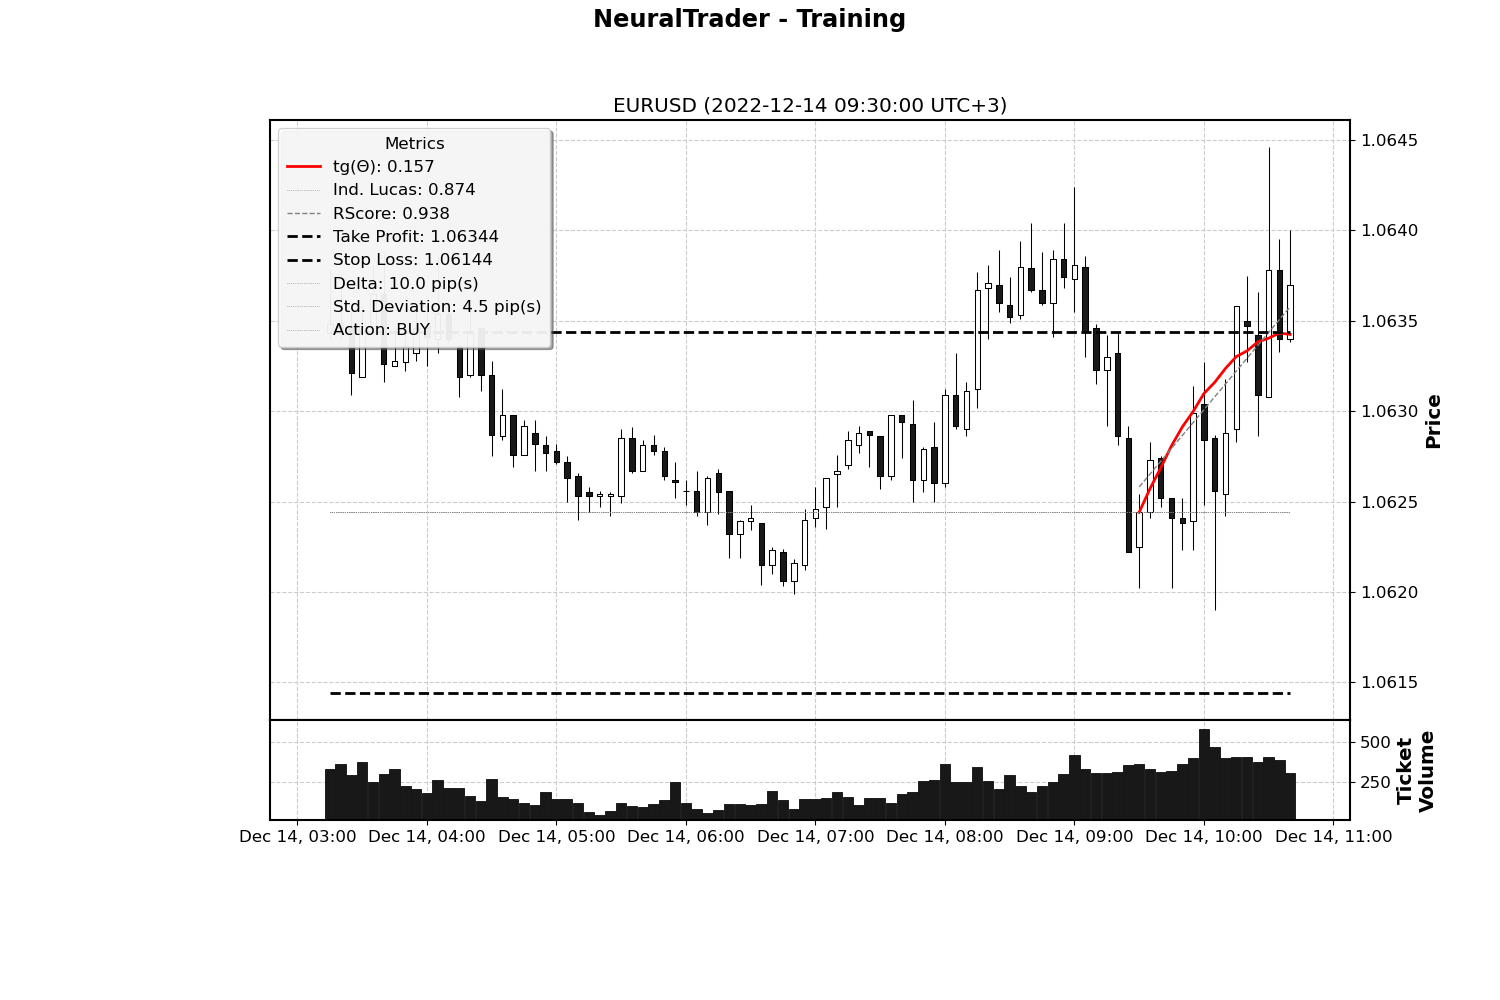 NeuralTrader - Training
EURUSD (2022-12-14 09:30:00 UTC+3)
Metrics
tg(Θ): 0.157
Ind. Lucas: 0.874
RScore: 0.938
Take Profit: 1.06344
Stop Loss: 1.06144
Delta: 10.0 pip(s)
Std. Deviation: 4.5 pip(s)
Action: BUY
1.0645
1.0640
1.0635
1.0630
1.0625
1.0620
1.0615
Price
500
250
Ticket
Volume
Dec 14, 03:00 Dec 14, 04:00 Dec 14, 05:00 Dec 14, 06:00 Dec 14, 07:00 Dec 14, 08:00 Dec 14, 09:00 Dec 14, 10:00 Dec 14, 11:00